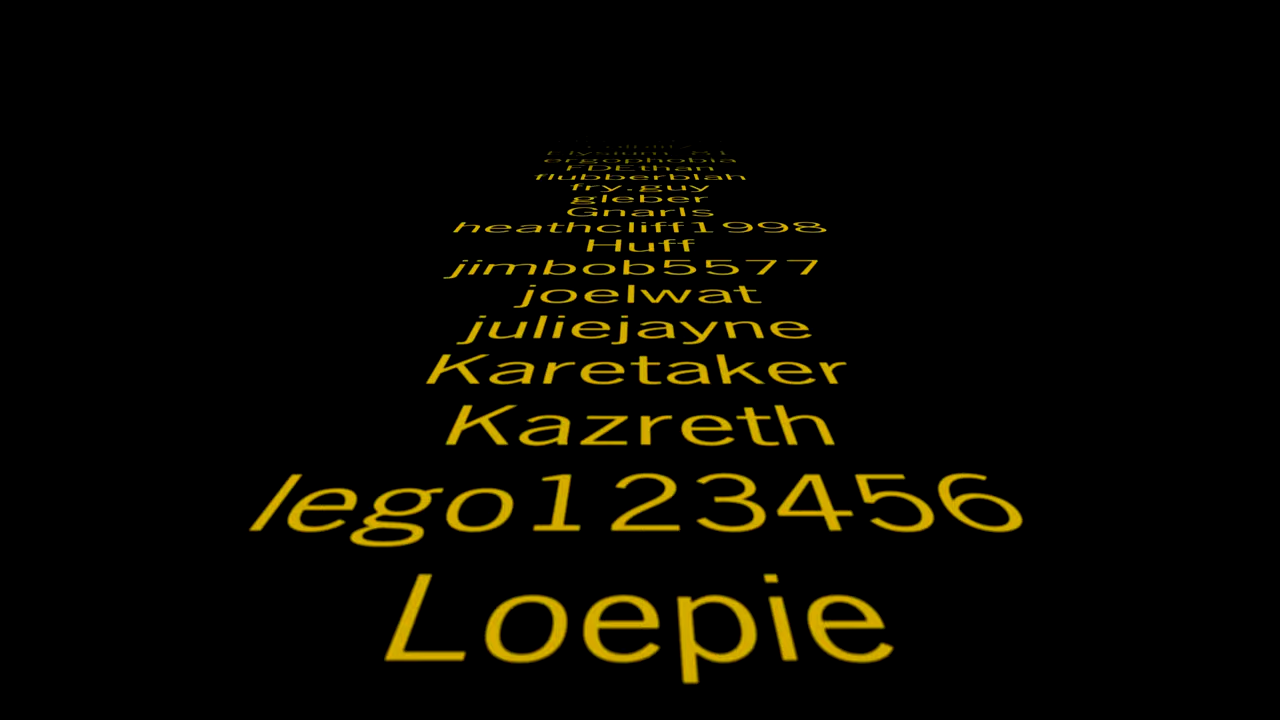 ergophobia
FDEthan
flubberblah
fry.guy
gleber
Gnarls
heathcliff1998
Huff
jimbob5577
joelwat
juliejayne
Karetaker
Kazreth
lego123456
Loepie